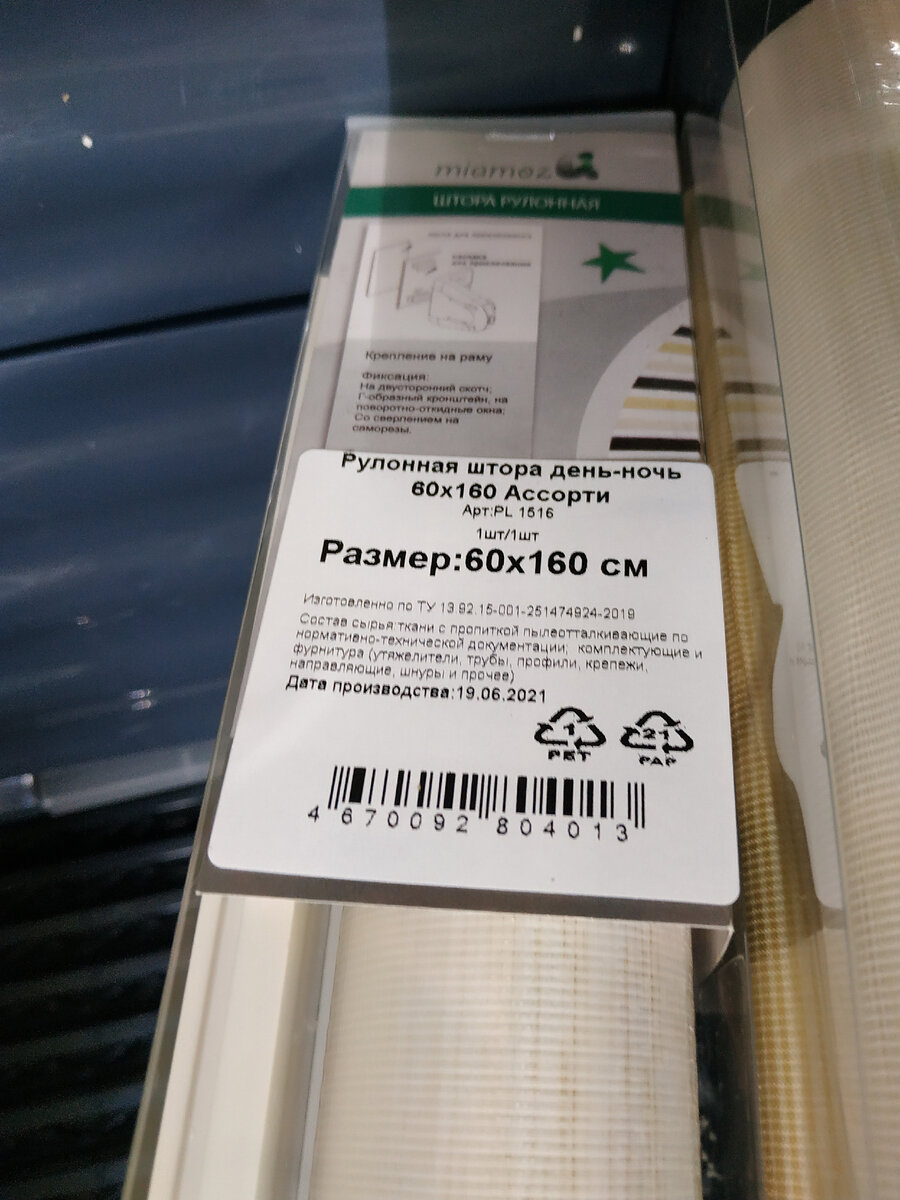 miamoza
ШТОРА РУЛОННАЯ
Крепление на раму
Фиксация:
На двусторонний скотч;
Г-образный кронштейн, на
поворотно-откидные окна;
Со сверлением на
саморезы.
Рулонная штора день-ночь
60х160 Ассорти
Арт:PL 1516
1шт/1шт
Размер:60х160 см
Изготовленно по ТУ 13.92.15-001-251474924-2019
Состав сырья:ткани с пропиткой пылеотталкивающие по
нормативно-технической документации; комплектующие и
фурнитура (утяжелители, трубы, профили, крепежи,
направляющие, шнуры и прочее)
Дата производства:19.06.2021
1 21
PET PAP
4 670092 804013